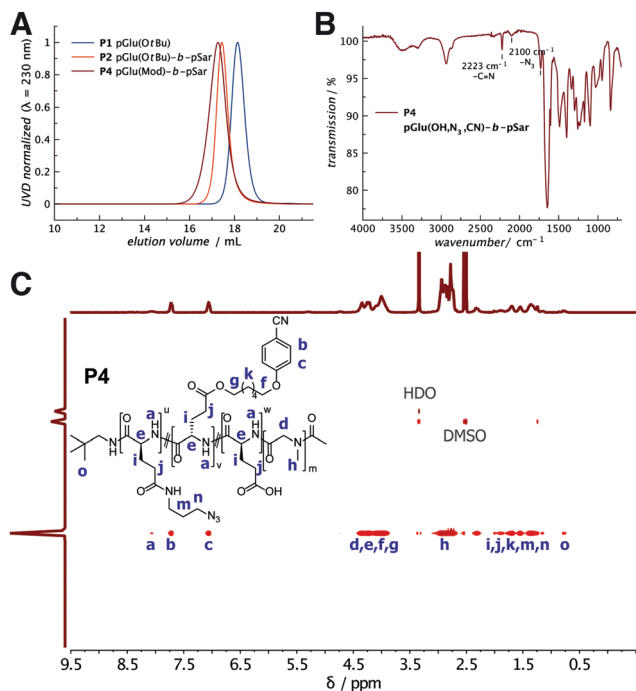 A
P1 pGlu(OtBu)
P2 pGlu(OtBu)–b–pSar
P4 pGlu(Mod)–b–pSar
UVD normalized (λ = 230 nm)
1
0.8
0.6
0.4
0.2
0
10 12 14 16 18 20
elution volume / mL
B
2223 cm⁻¹
–C≡N
2100 cm⁻¹
–N₃
P4
pGlu(OH,N₃,CN)–b–pSar
transmission / %
100
95
90
85
80
4000 3500 3000 2500 2000 1500 1000
wavenumber/ cm⁻¹
C
P4
CN
b
c
O
g k f
4
O O
O
i j
a u a w d
O H O H O O
N N N N
H e e e h m
o i j a v i j
O O
O NH O OH
m n
N₃
HDO
DMSO
a b c d,e,f,g h i,j,k,m,n o
9.5 8.5 7.5 6.5 5.5 4.5 3.5 2.5 1.5 0.5
δ / ppm